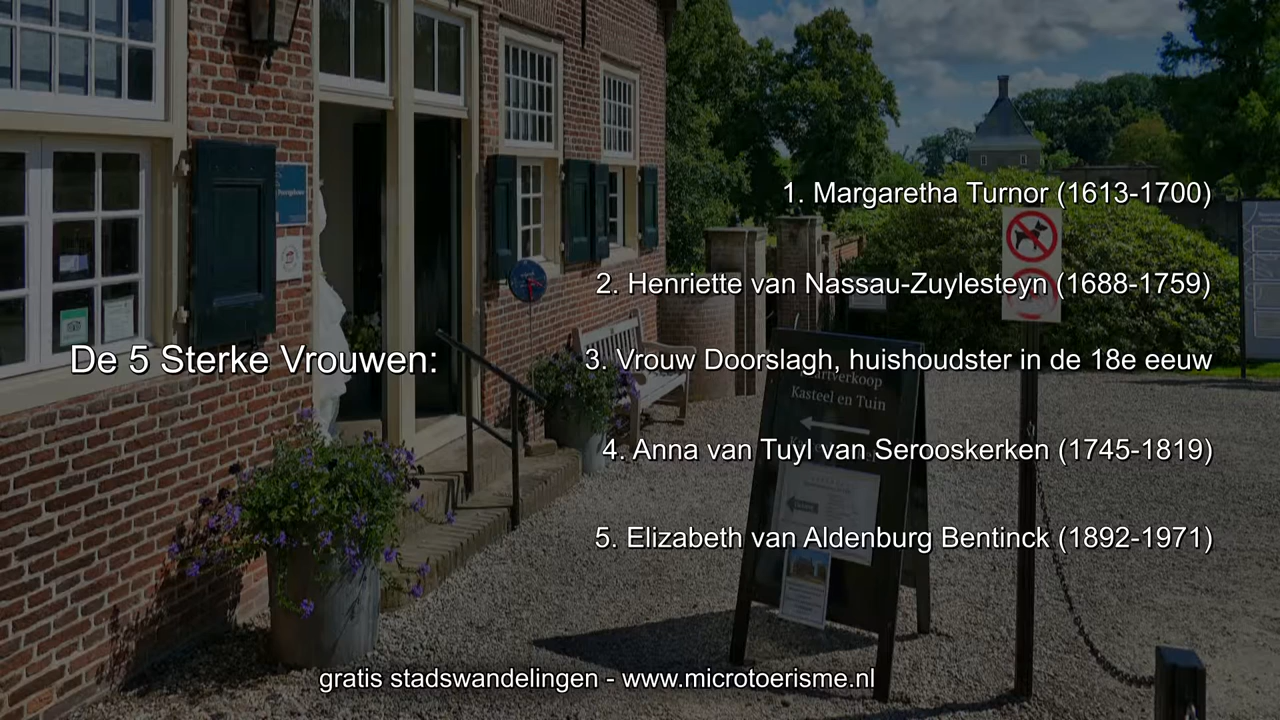 1. Margaretha Turnor (1613-1700)
2. Henriette van Nassau-Zuylesteyn (1688-1759)
De 5 Sterke Vrouwen:
3. Vrouw Doorslagh, huishoudster in de 18e eeuw
Kasteel en Tuin
4. Anna van Tuyl van Serooskerken (1745-1819)
5. Elizabeth van Aldenburg Bentinck (1892-1971)
gratis stadswandelingen - www.microtoerisme.nl